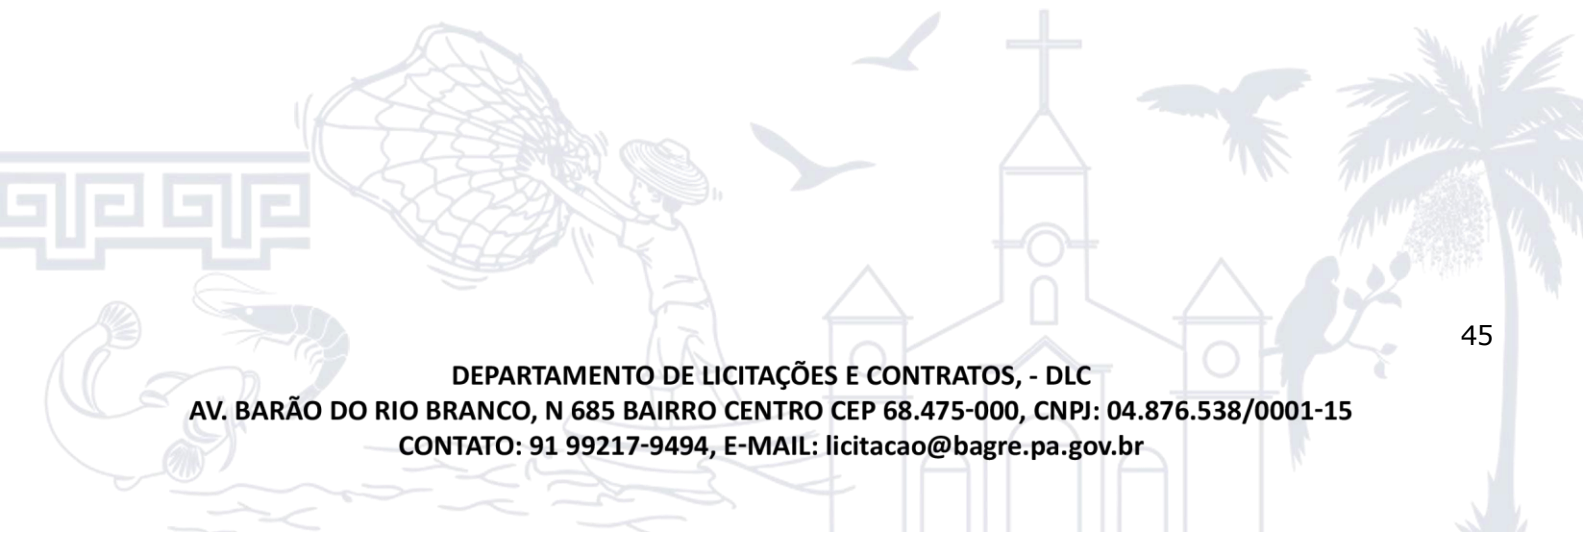 45
DEPARTAMENTO DE LICITAÇÕES E CONTRATOS, - DLC
AV. BARÃO DO RIO BRANCO, N 685 BAIRRO CENTRO CEP 68.475-000, CNPJ: 04.876.538/0001-15
CONTATO: 91 99217-9494, E-MAIL: licitacao@bagre.pa.gov.br